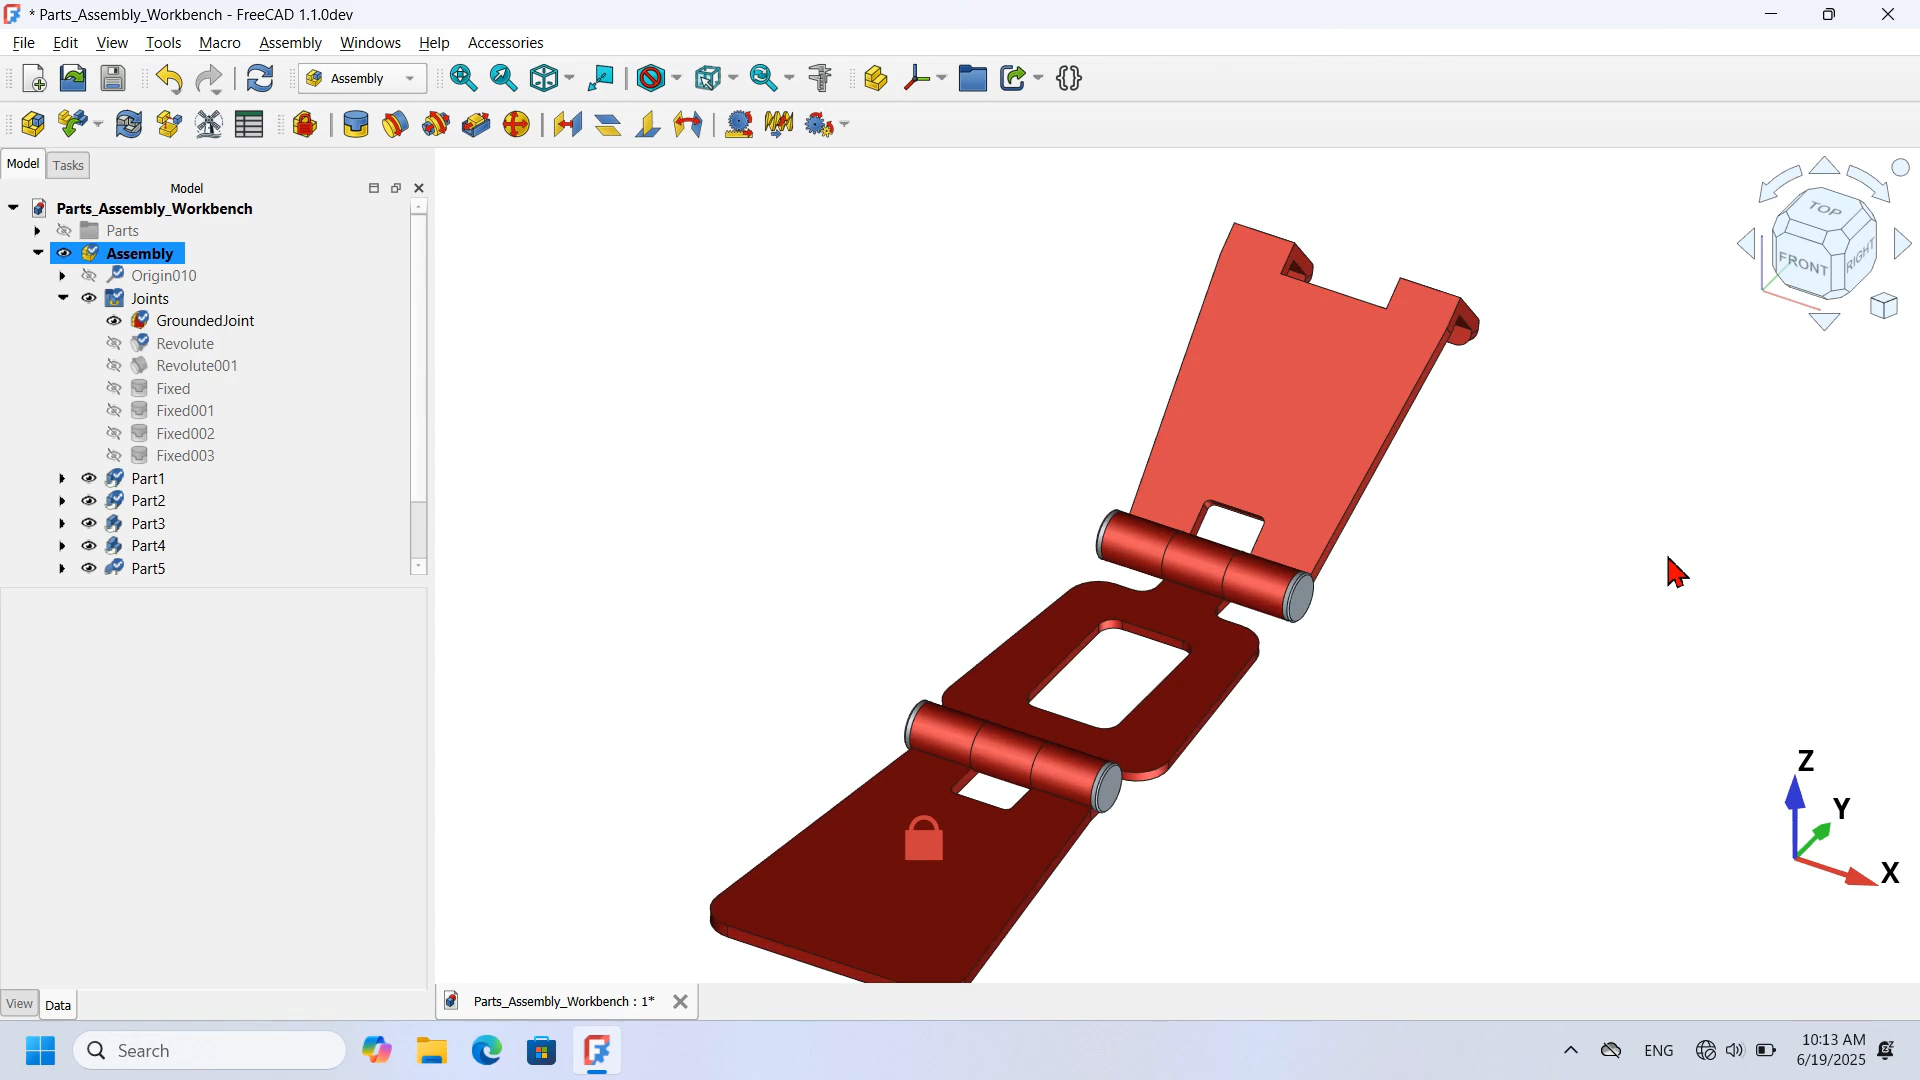 * Parts_Assembly_Workbench - FreeCAD 1.1.0dev
File Edit View Tools Macro Assembly Windows Help Accessories
Assembly
Model Tasks
Model
Parts_Assembly_Workbench
Parts
Assembly
Origin010
Joints
GroundedJoint
Revolute
Revolute001
Fixed
Fixed001
Fixed002
Fixed003
Part1
Part2
Part3
Part4
Part5
TOP
FRONT
RIGHT
Z
Y
X
View Data
Parts_Assembly_Workbench : 1*
Search
ENG
10:13 AM
6/19/2025